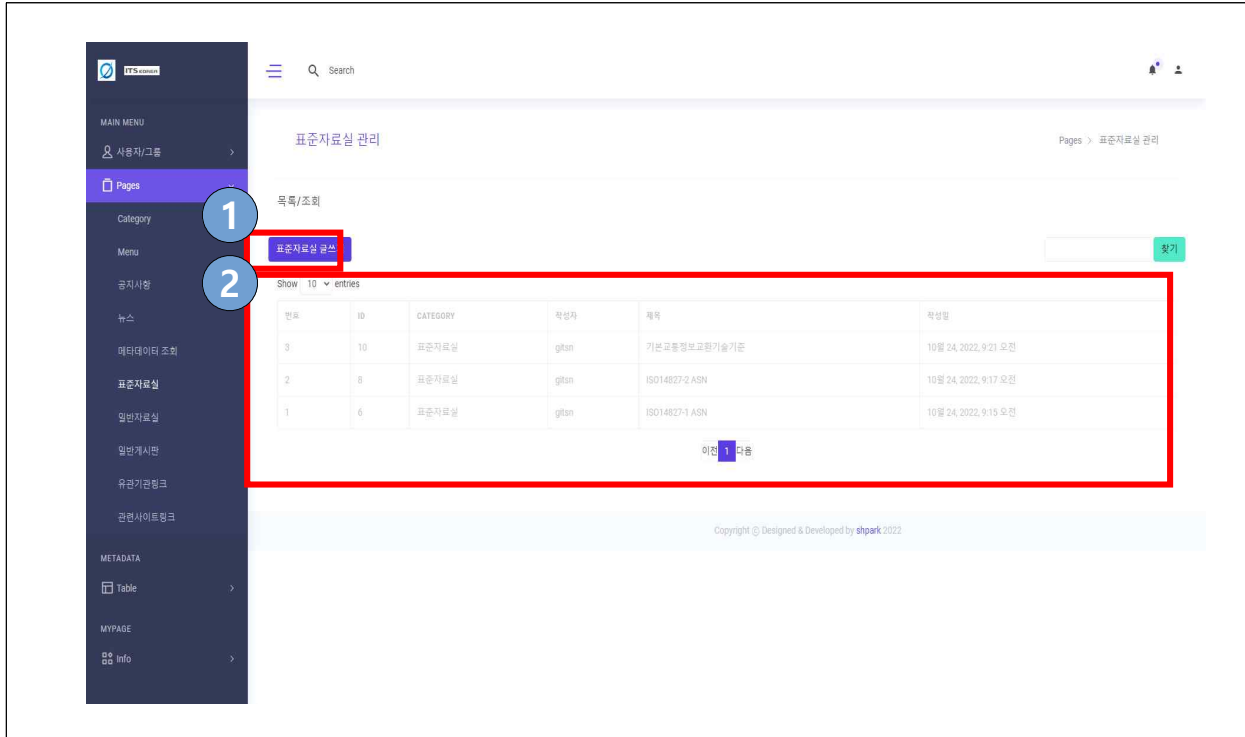 ITS KOREA
Search
MAIN MENU
사용자/그룹
Pages
Category
Menu
공지사항
뉴스
메타데이터 조회
표준자료실
일반자료실
일반게시판
유관기관링크
관련사이트링크
METADATA
Table
MYPAGE
Info
표준자료실 관리
Pages > 표준자료실 관리
목록/조회
1
표준자료실 글쓰
찾기
2
Show 10 entries
번호 ID CATEGORY 작성자 제목 작성일
3 10 표준자료실 gitsn 기본교통정보교환기술기준 10월 24, 2022, 9:21 오전
2 8 표준자료실 gitsn ISO14827-2 ASN 10월 24, 2022, 9:17 오전
1 6 표준자료실 gitsn ISO14827-1 ASN 10월 24, 2022, 9:15 오전
이전 1 다음
Copyright © Designed & Developed by shpark 2022